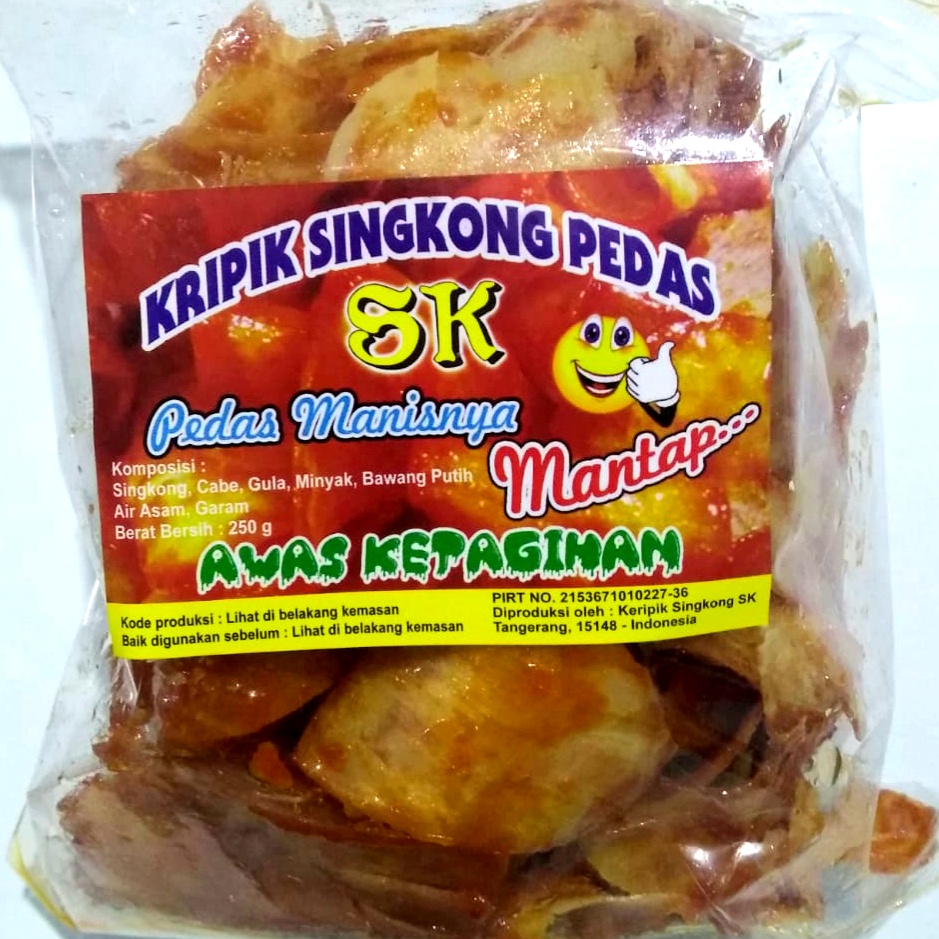 KRIPIK SINGKONG PEDAS
SK
Pedas Manisnya
Mantap...
Komposisi :
Singkong, Cabe, Gula, Minyak, Bawang Putih
Air Asam, Garam
Berat Bersih : 250 g
AWAS KETAGIHAN
Kode produksi : Lihat di belakang kemasan
Baik digunakan sebelum : Lihat di belakang kemasan
PIRT NO. 2153671010227-36
Diproduksi oleh : Keripik Singkong SK
Tangerang, 15148 - Indonesia